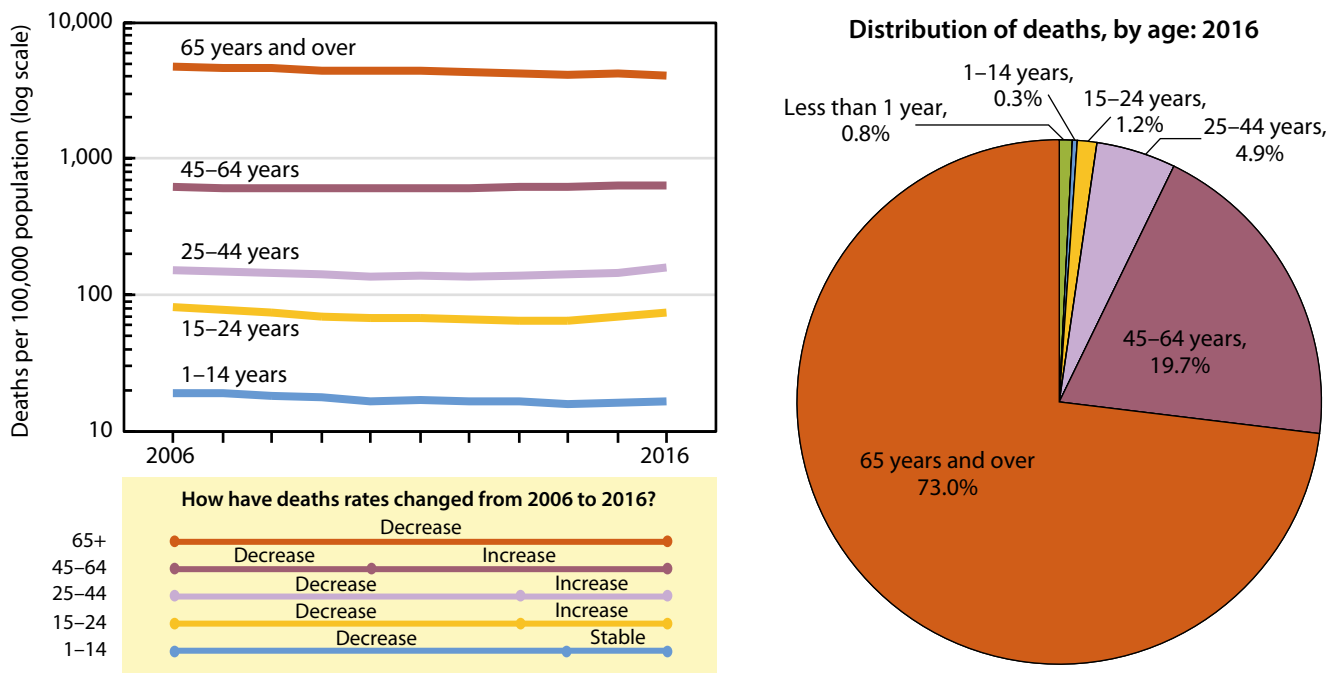 Deaths per 100,000 population (log scale)
10,000
1,000
100
10
65 years and over
45–64 years
25–44 years
15–24 years
1–14 years
2006
2016
How have deaths rates changed from 2006 to 2016?
65+
Decrease
45–64
Decrease
Increase
25–44
Decrease
Increase
15–24
Decrease
Increase
1–14
Decrease
Stable
Distribution of deaths, by age: 2016
Less than 1 year,
0.8%
1–14 years,
0.3%
15–24 years,
1.2%
25–44 years,
4.9%
45–64 years,
19.7%
65 years and over
73.0%